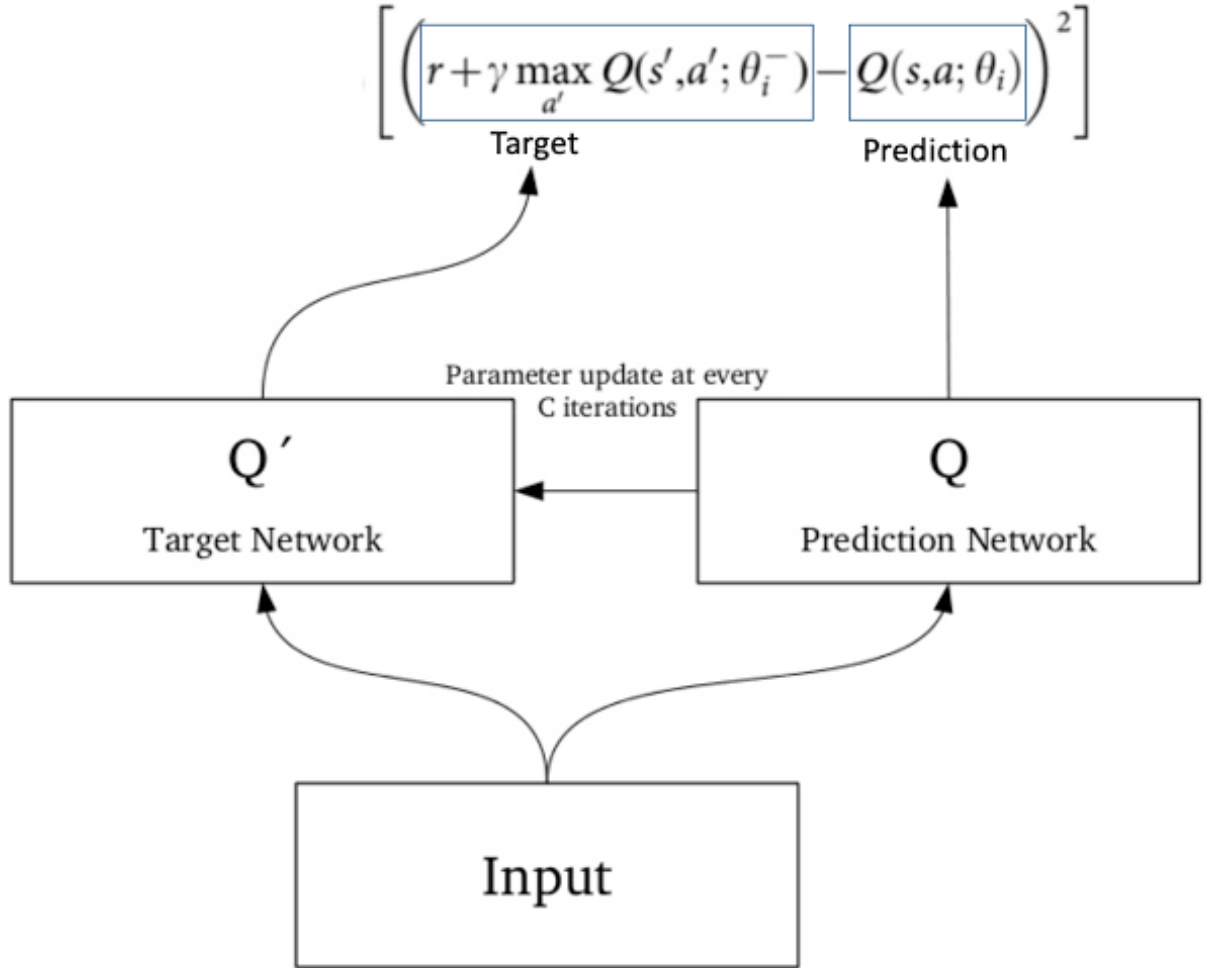 [(r + γ max_{a'} Q(s',a'; θ_i^-) − Q(s,a; θ_i))^2]
Target
Prediction
Parameter update at every
C iterations
Q´
Target Network
Q
Prediction Network
Input